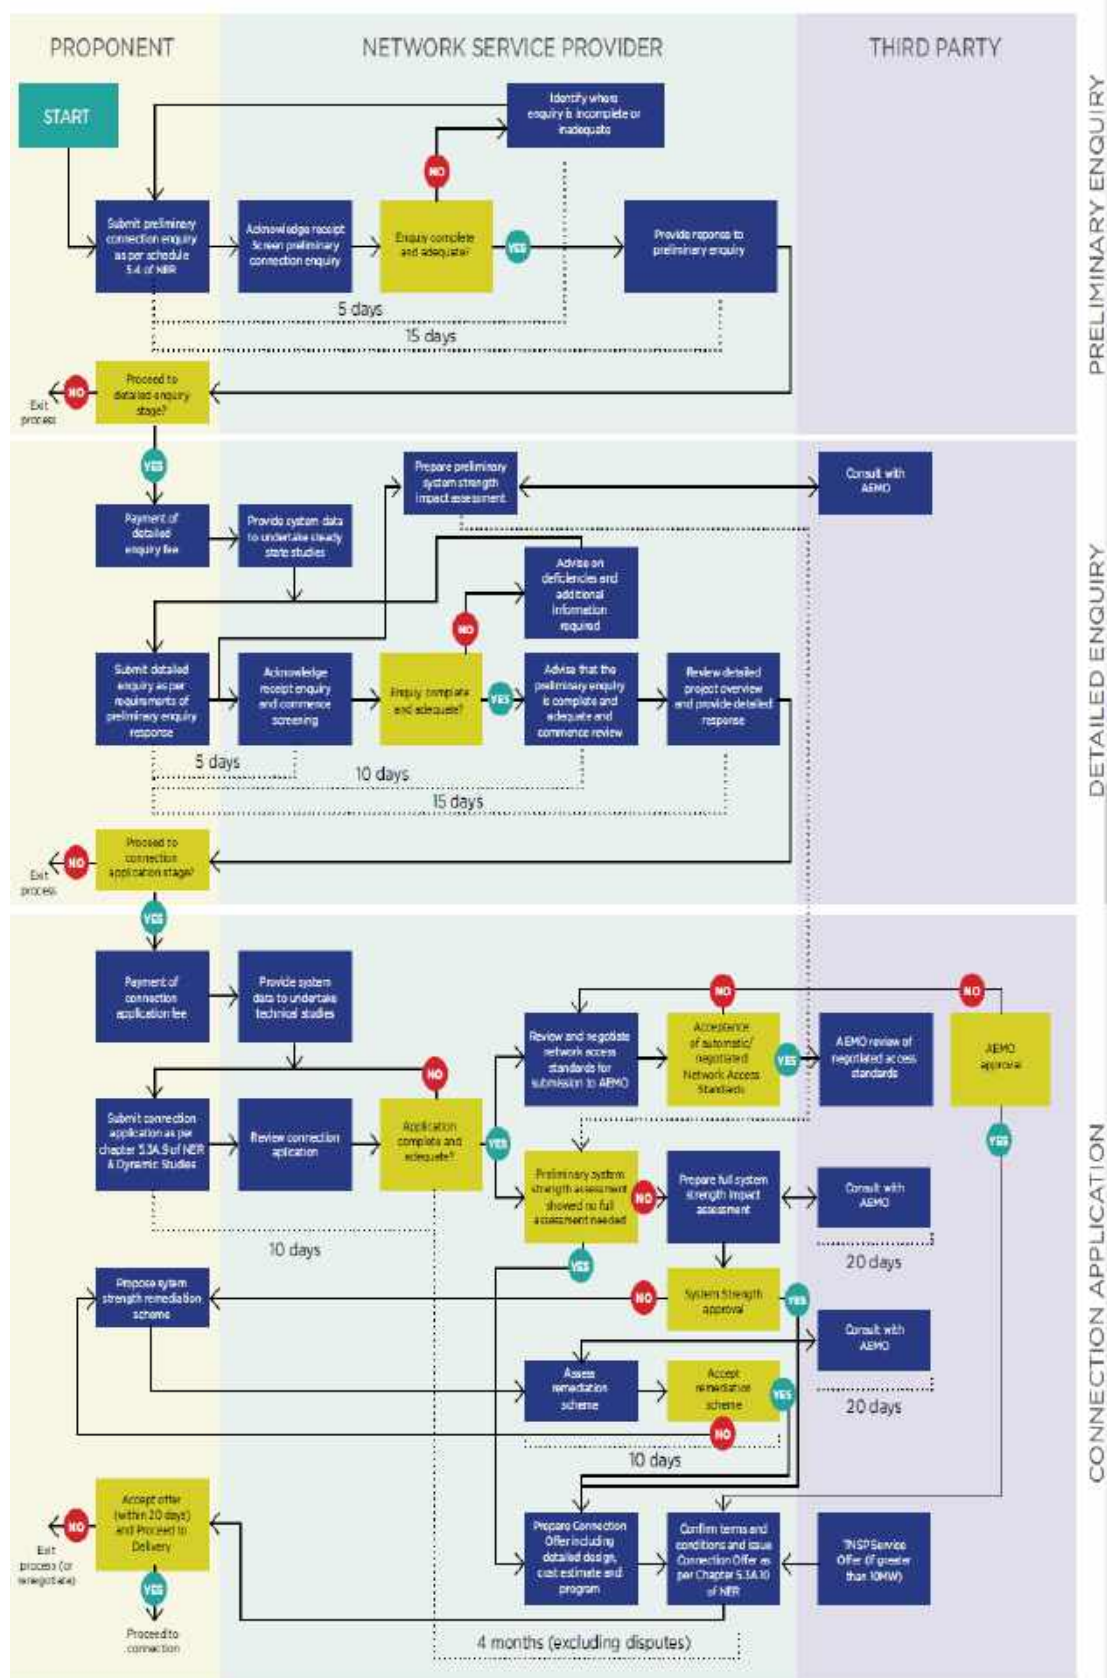 PROPONENT
NETWORK SERVICE PROVIDER
THIRD PARTY
PRELIMINARY ENQUIRY
START
Identify where
enquiry is incomplete or
inadequate
NO
Submit preliminary
connection enquiry
as per schedule
5.4 of NER
Acknowledge receipt
Screen preliminary
connection enquiry
Enquiry complete
and adequate?
YES
Provide reponse to
preliminary enquiry
5 days
15 days
Proceed to
detailed enquiry
stage?
NO
Exit
process
YES
DETAILED ENQUIRY
Prepare preliminary
system strength
impact assessment
Consult with
AEMO
Payment of
detailed
enquiry fee
Provide system data
to undertake steady
state studies
Advise on
deficiencies and
additional
information
required
NO
Submit detailed
enquiry as per
requirements of
preliminary enquiry
response
Acknowledge
receipt enquiry
and commence
screening
Enquiry complete
and adequate?
YES
Advise that the
preliminary enquiry
is complete and
adequate and
commence review
Review detailed
project overview
and provide detailed
response
5 days
10 days
15 days
Proceed to
connection
application stage?
NO
Exit
process
YES
CONNECTION APPLICATION
Payment of
connection
application fee
Provide system
data to undertake
technical studies
NO
NO
Review and negotiate
network access
standards for
submission to AEMO
Acceptance
of automatic/
negotiated
Network Access
Standards
YES
AEMO review of
negotiated access
standards
AEMO
approval
YES
NO
Submit connection
application as per
chapter 5.3A.9 of NER
& Dynamic Studies
Review connection
aplication
Application
complete and
adequate?
YES
Preliminary system
strength assessment
showed no full
assessment needed
NO
Prepare full system
strength impact
assessment
Consult with
AEMO
20 days
10 days
YES
Propose sytem
strength remediation
scheme
NO
System Strength
approval
YES
Consult with
AEMO
20 days
Assess
remediation
scheme
Accept
remediation
scheme
YES
NO
10 days
Accept offer
(within 20 days)
and Proceed to
Delivery
NO
Exit
process (or
renegotiate)
YES
Proceed to
connection
Prepare Connection
Offer including
detailed design,
cost estimate and
program
Confirm terms and
conditions and issue
Connection Offer as
per Chapter 5.3A.10
of NER
TNSP Service
Offer (if greater
than 10MW)
4 months (excluding disputes)